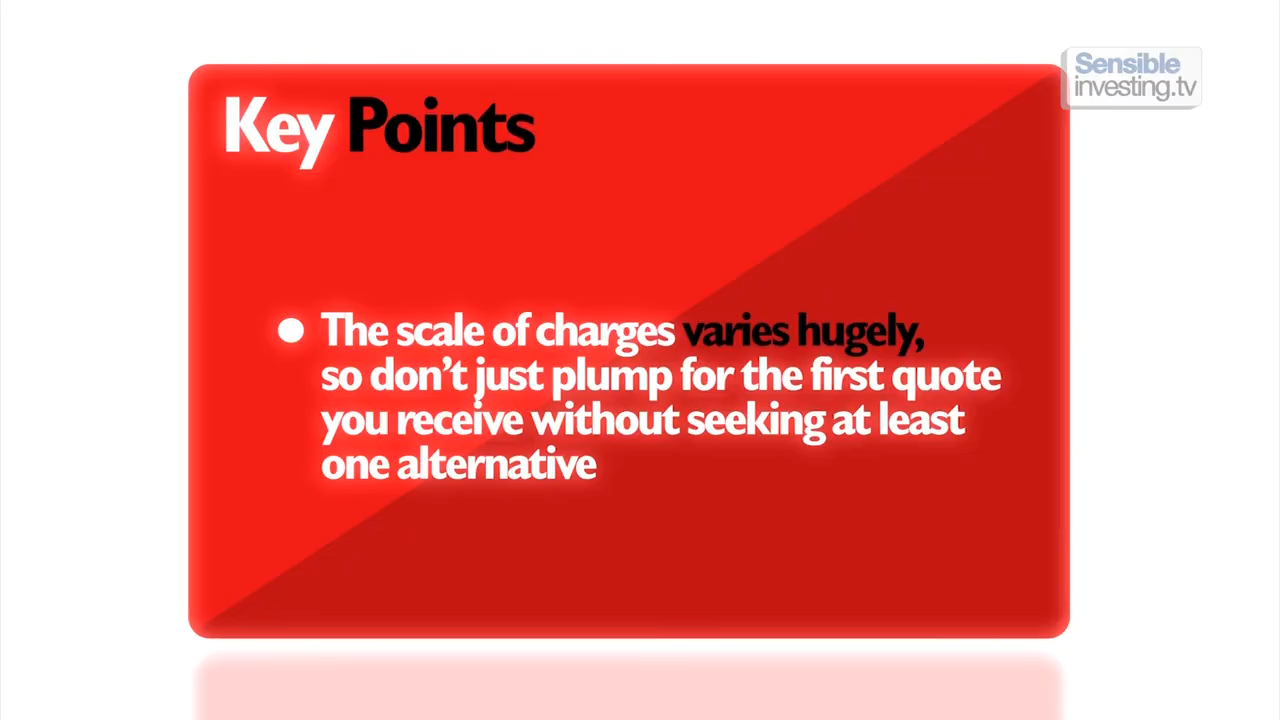 Sensible
investing.tv
Key Points
The scale of charges varies hugely,
so don't just plump for the first quote
you receive without seeking at least
one alternative